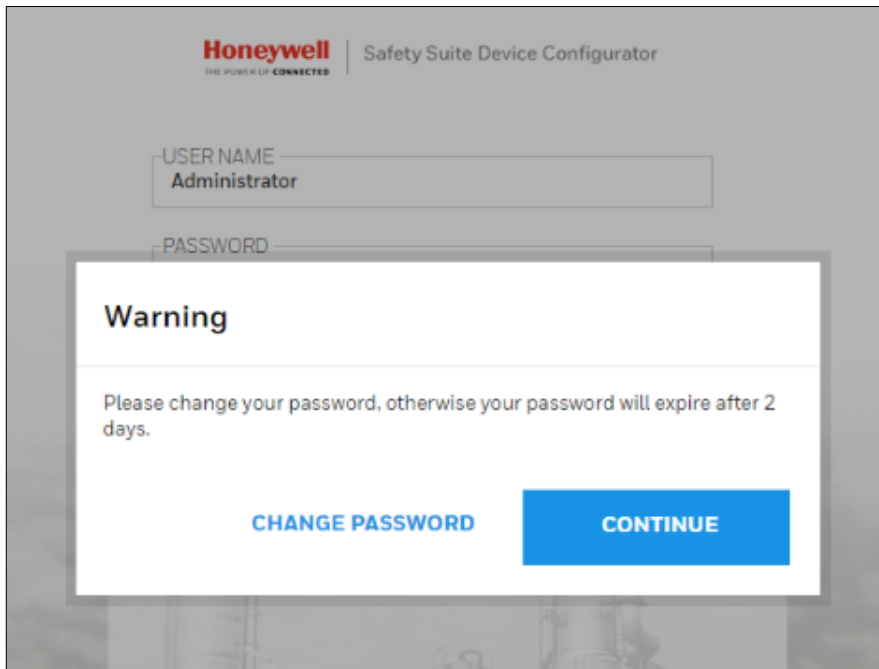 Honeywell
THE POWER OF CONNECTED
Safety Suite Device Configurator
USER NAME
Administrator
PASSWORD
Warning
Please change your password, otherwise your password will expire after 2
days.
CHANGE PASSWORD
CONTINUE